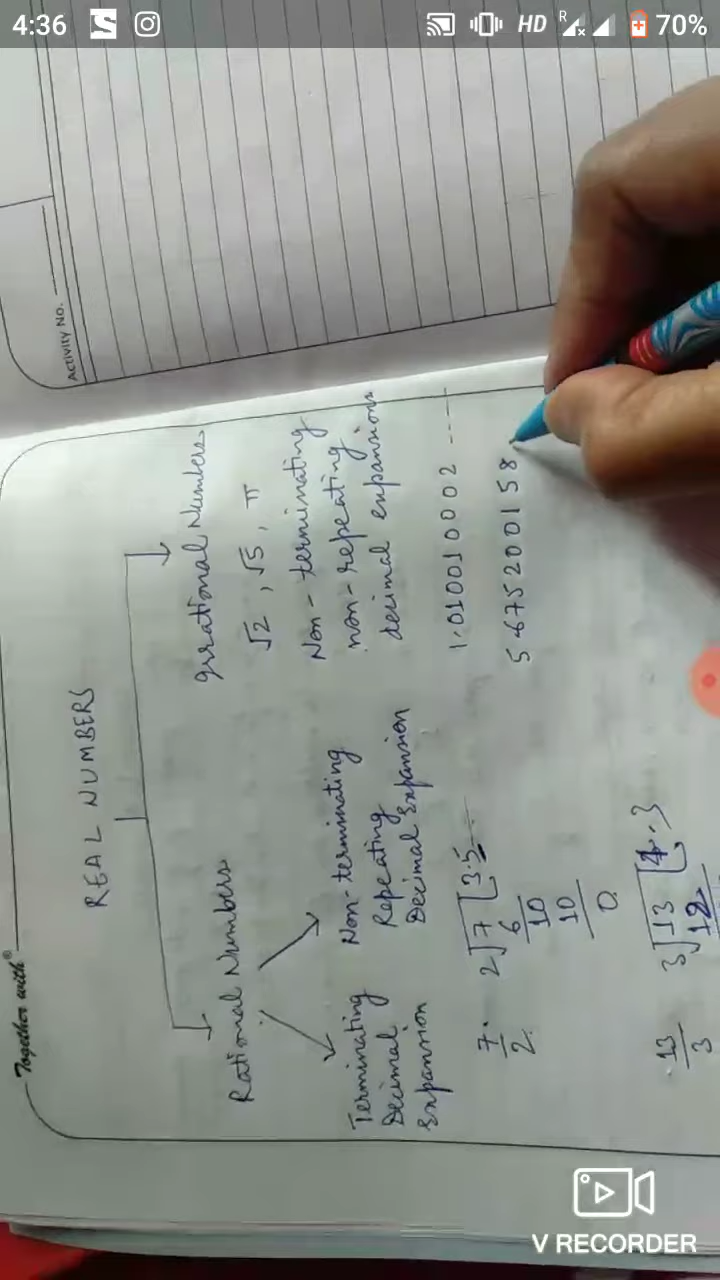 4:36
HD
R
70%
Activity No.
Together with®
REAL NUMBERS
Rational Numbers
Irrational Numbers
√2, √5, π
Terminating
Decimal
Expansion
Non-terminating
Repeating
Decimal Expansion
Non-terminating
non-repeating
decimal expansions
7/2
2√7 3.5
6
10
10
0
1.010010002 ----
5.675200158
13/3
3√13 4.3
12
V RECORDER